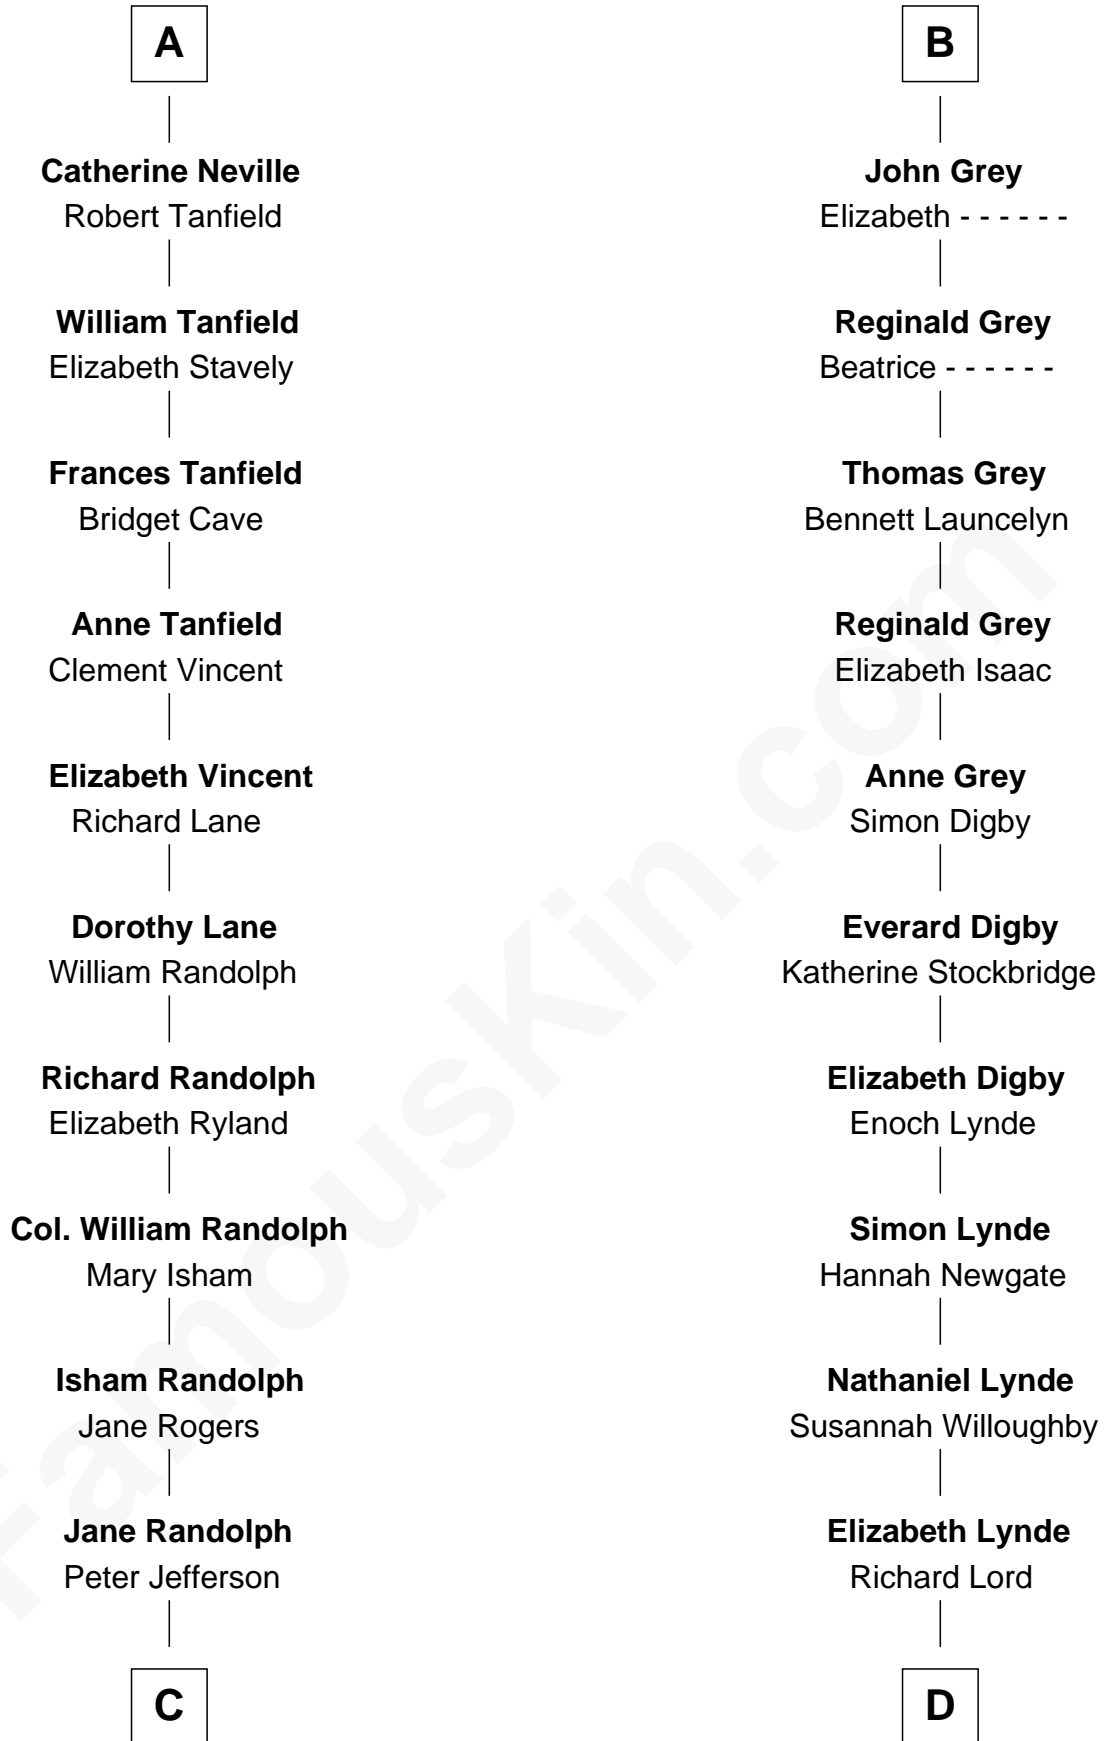 A
Catherine Neville
Robert Tanfield
William Tanfield
Elizabeth Stavely
Frances Tanfield
Bridget Cave
Anne Tanfield
Clement Vincent
Elizabeth Vincent
Richard Lane
Dorothy Lane
William Randolph
Richard Randolph
Elizabeth Ryland
Col. William Randolph
Mary Isham
Isham Randolph
Jane Rogers
Jane Randolph
Peter Jefferson
C
B
John Grey
Elizabeth - - - - - -
Reginald Grey
Beatrice - - - - - -
Thomas Grey
Bennett Launcelyn
Reginald Grey
Elizabeth Isaac
Anne Grey
Simon Digby
Everard Digby
Katherine Stockbridge
Elizabeth Digby
Enoch Lynde
Simon Lynde
Hannah Newgate
Nathaniel Lynde
Susannah Willoughby
Elizabeth Lynde
Richard Lord
D
FamousKin.com